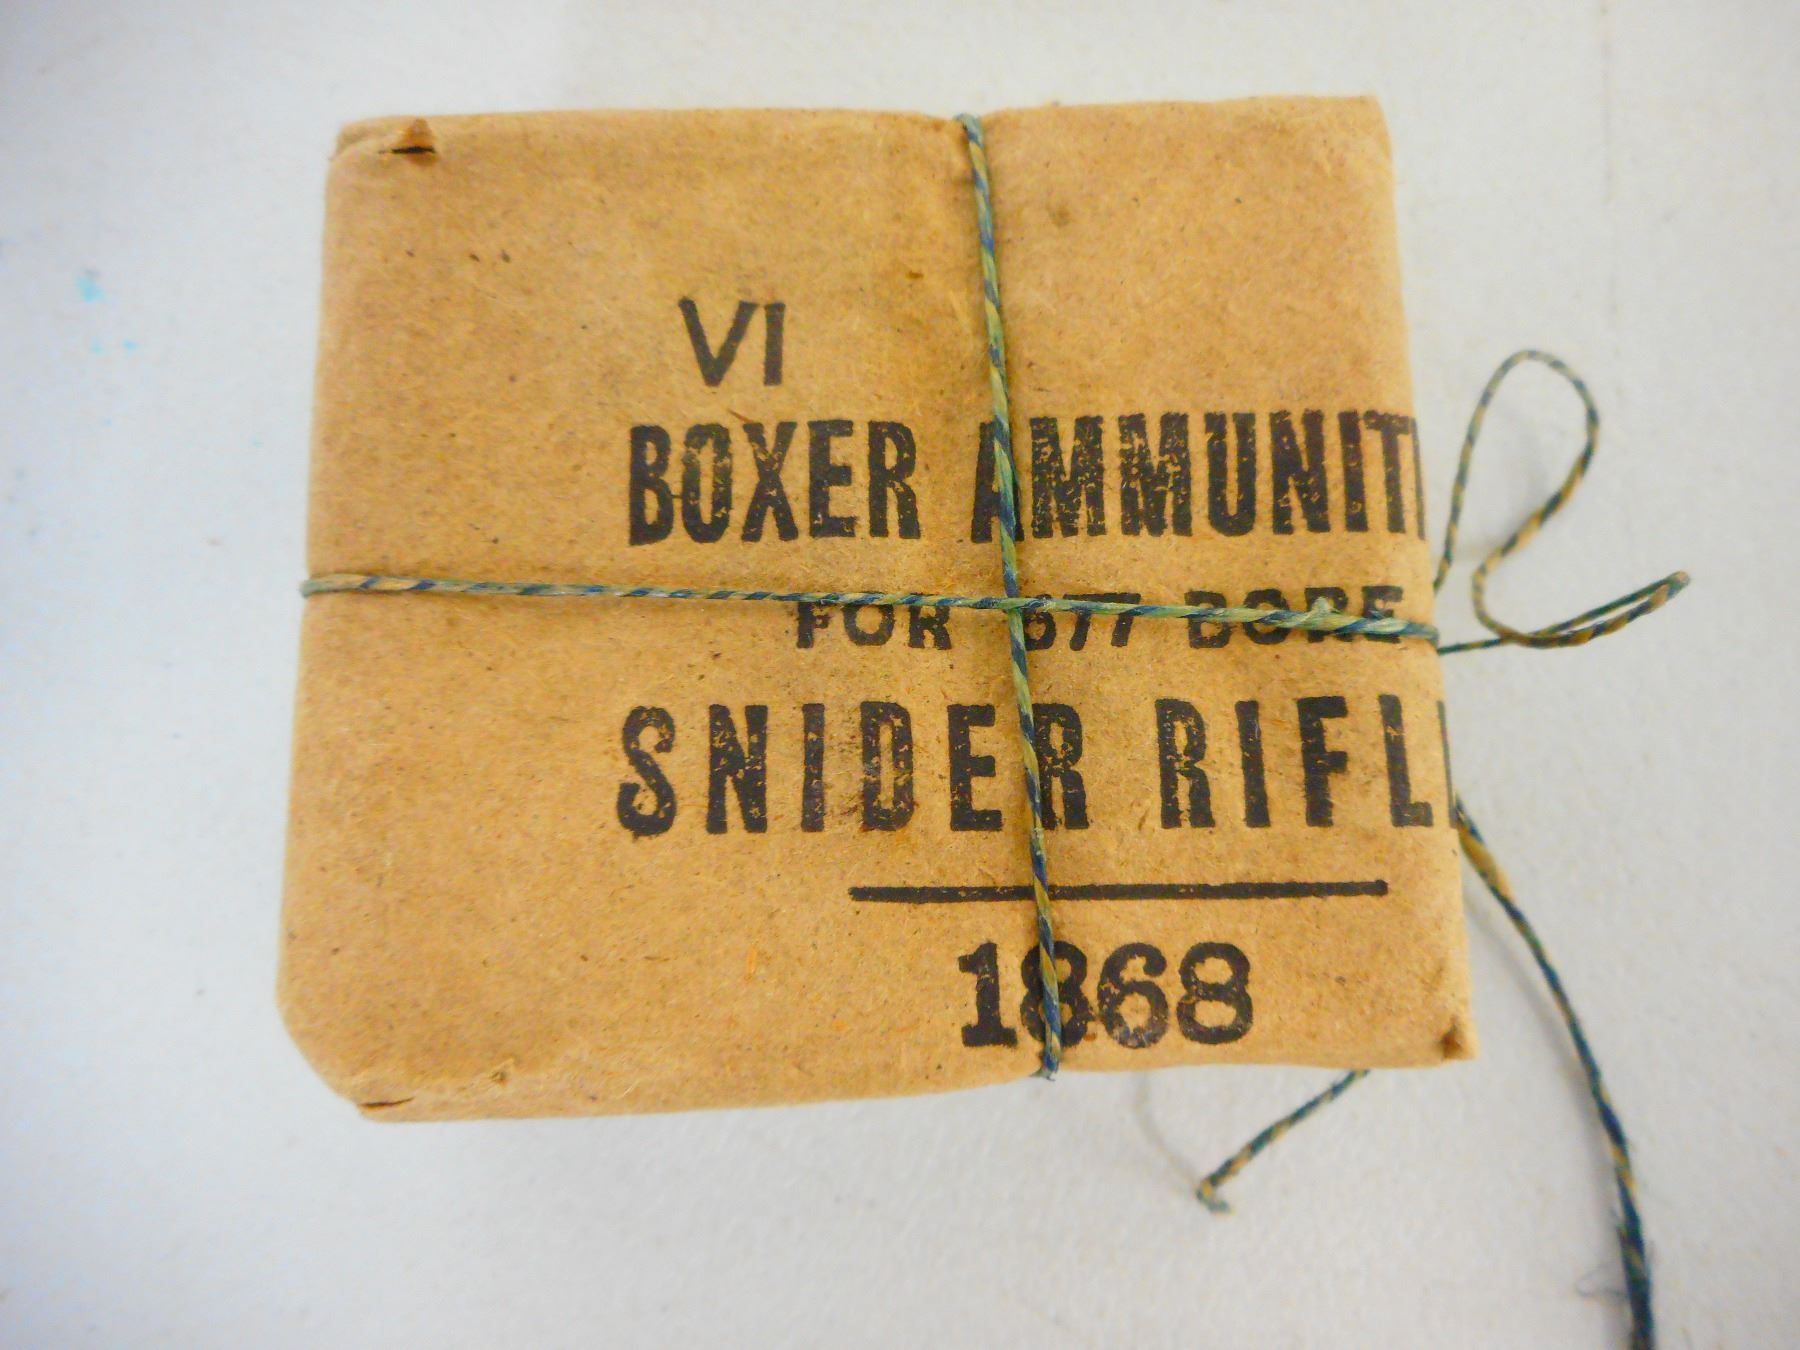 VI
BOXER AMMUNITI
FOR 577 BORE
SNIDER RIFL
1868